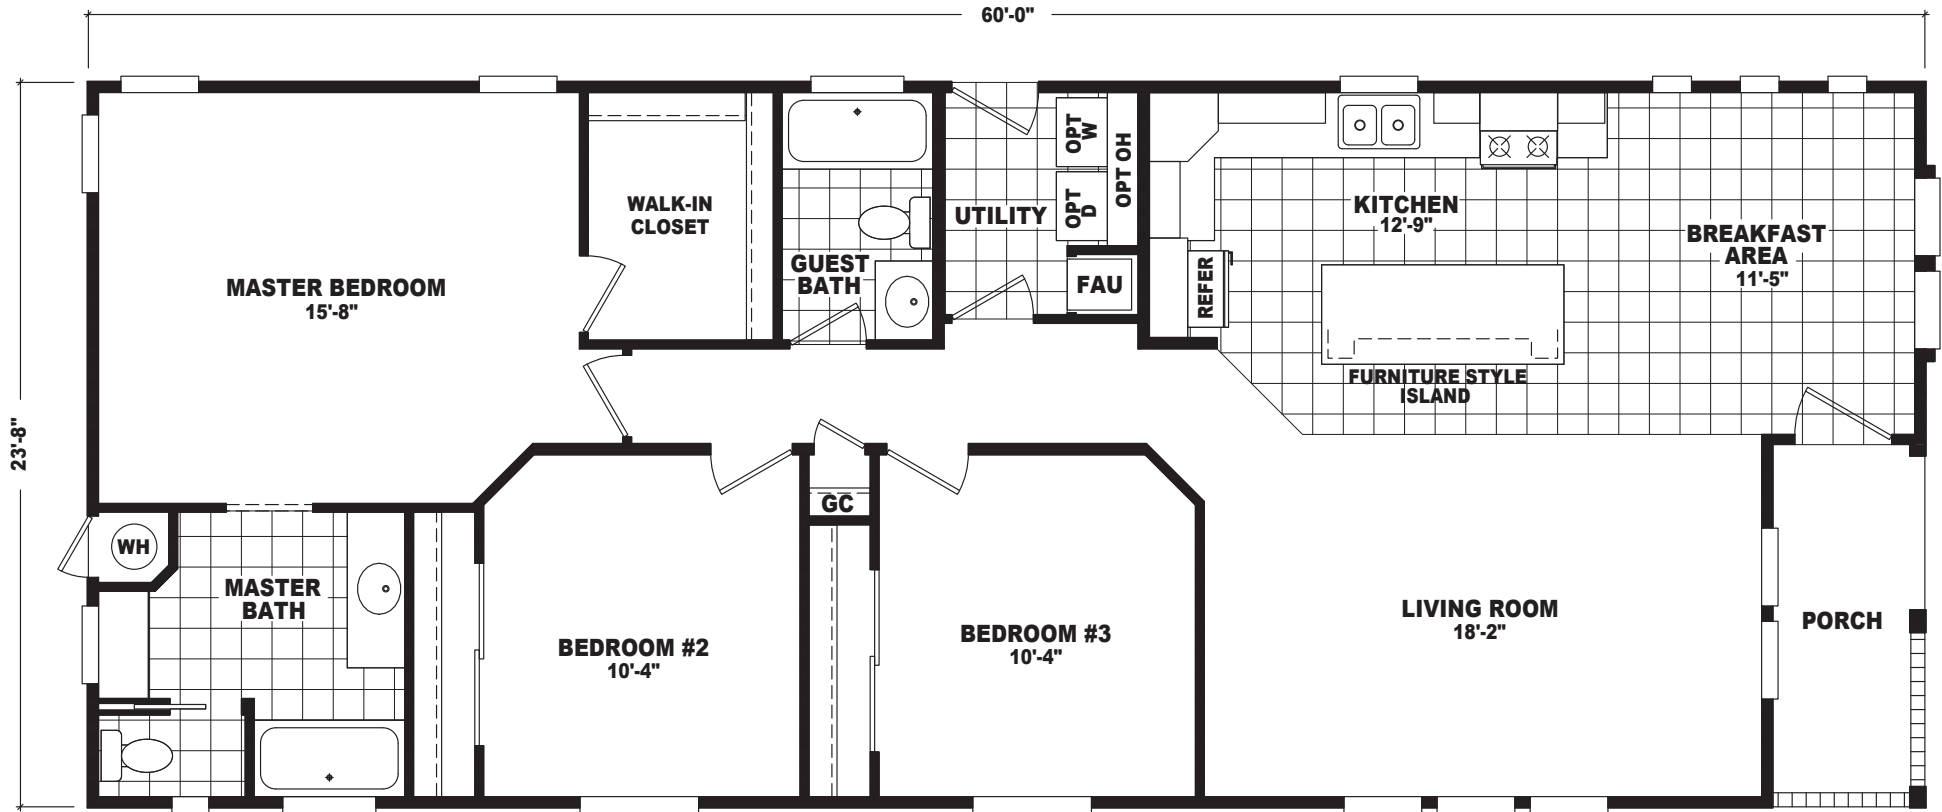 60'-0"
23'-8"
MASTER BEDROOM
15'-8"
WALK-IN
CLOSET
GUEST
BATH
UTILITY
OPT
W
OPT
D
OPT OH
FAU
REFER
KITCHEN
12'-9"
FURNITURE STYLE
ISLAND
BREAKFAST
AREA
11'-5"
WH
MASTER
BATH
BEDROOM #2
10'-4"
GC
BEDROOM #3
10'-4"
LIVING ROOM
18'-2"
PORCH